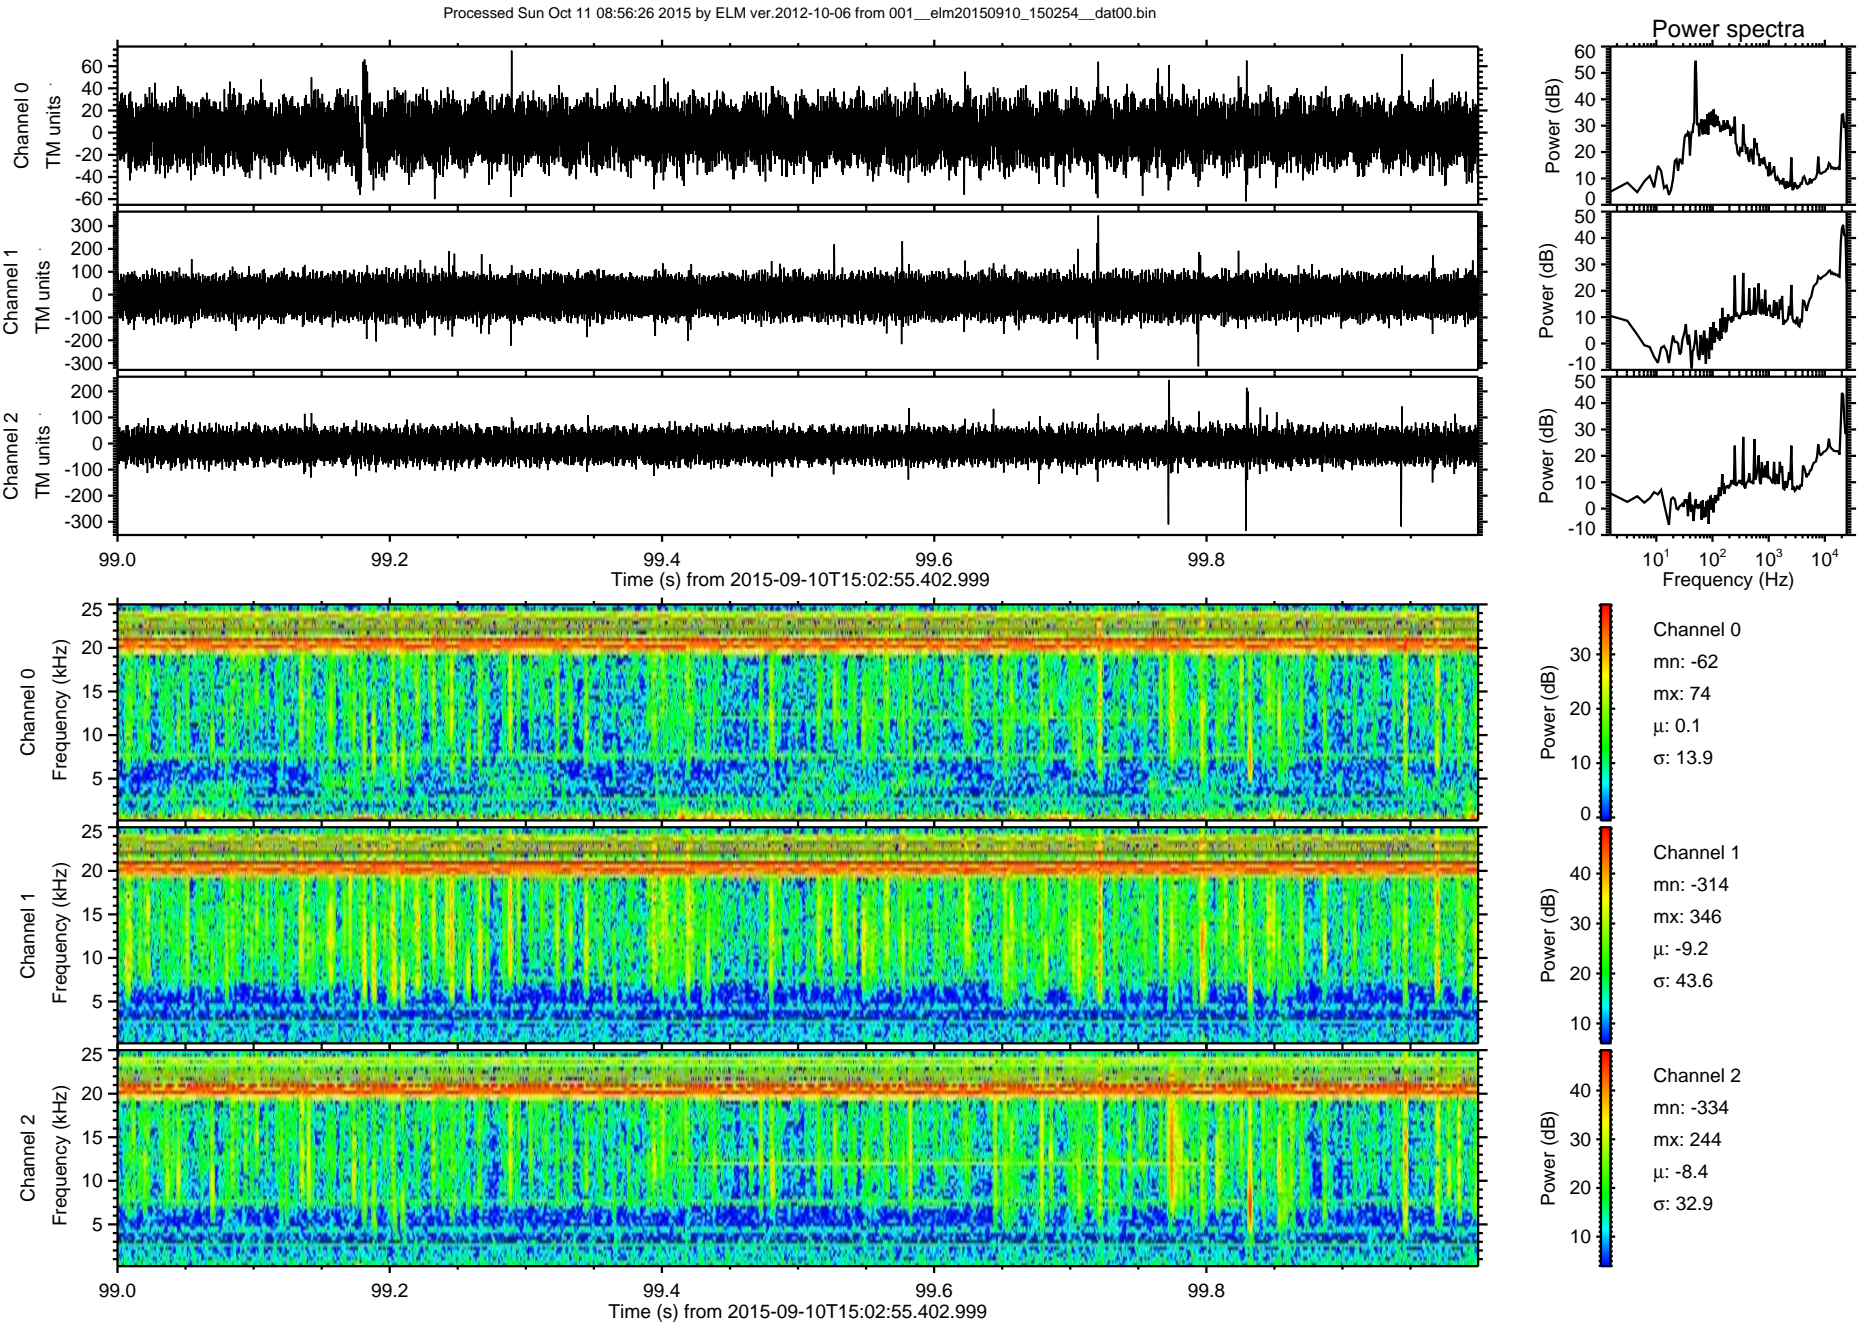 Processed Sun Oct 11 08:56:26 2015 by ELM ver.2012-10-06 from 001__elm20150910_150254__dat00.bin
Power spectra
Channel 0
TM units
60
40
20
0
-20
-40
-60
Power (dB)
60
50
40
30
20
10
0
Channel 1
TM units
300
200
100
0
-100
-200
-300
Power (dB)
50
40
30
20
10
0
-10
Channel 2
TM units
200
100
0
-100
-200
-300
Power (dB)
50
40
30
20
10
0
-10
99.0 99.2 99.4 99.6 99.8
Time (s) from 2015-09-10T15:02:55.402.999
10^1 10^2 10^3 10^4
Frequency (Hz)
Channel 0
Frequency (kHz)
25
20
15
10
5
Power (dB)
30
20
10
0
Channel 0
mn: -62
mx: 74
μ: 0.1
σ: 13.9
Channel 1
Frequency (kHz)
25
20
15
10
5
Power (dB)
40
30
20
10
Channel 1
mn: -314
mx: 346
μ: -9.2
σ: 43.6
Channel 2
Frequency (kHz)
25
20
15
10
5
Power (dB)
40
30
20
10
Channel 2
mn: -334
mx: 244
μ: -8.4
σ: 32.9
99.0 99.2 99.4 99.6 99.8
Time (s) from 2015-09-10T15:02:55.402.999